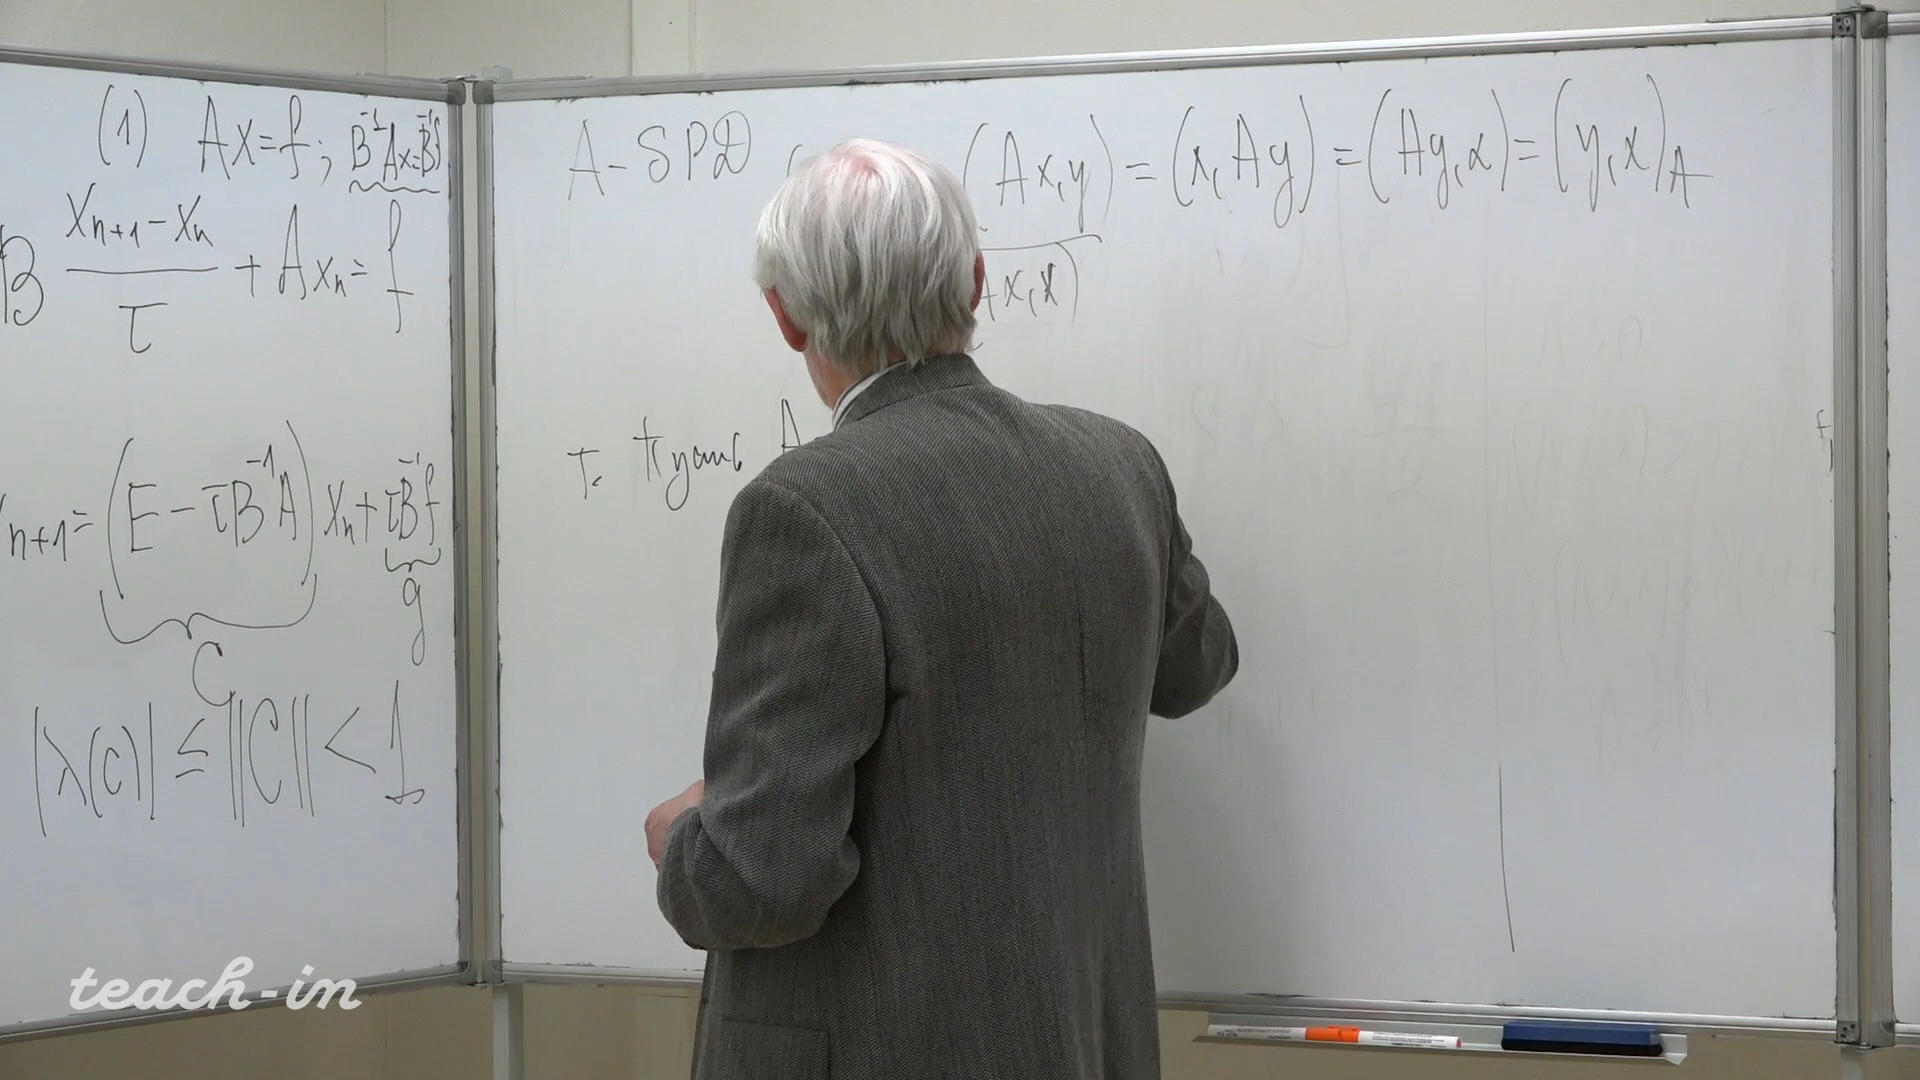 (1) Ax=f; B⁻¹Ax=B⁻¹f
B (xₙ₊₁-xₙ)/τ + Axₙ = f
n+1 = (E - τB⁻¹A) xₙ + τB⁻¹f
C g
|λ(C)| ≤ ||C|| < 1
A - SPD (Ax,y) = (x,Ay) = (Ay,x) = (y,x)_A
Ax,x)
Т. Пусть A
teach-in